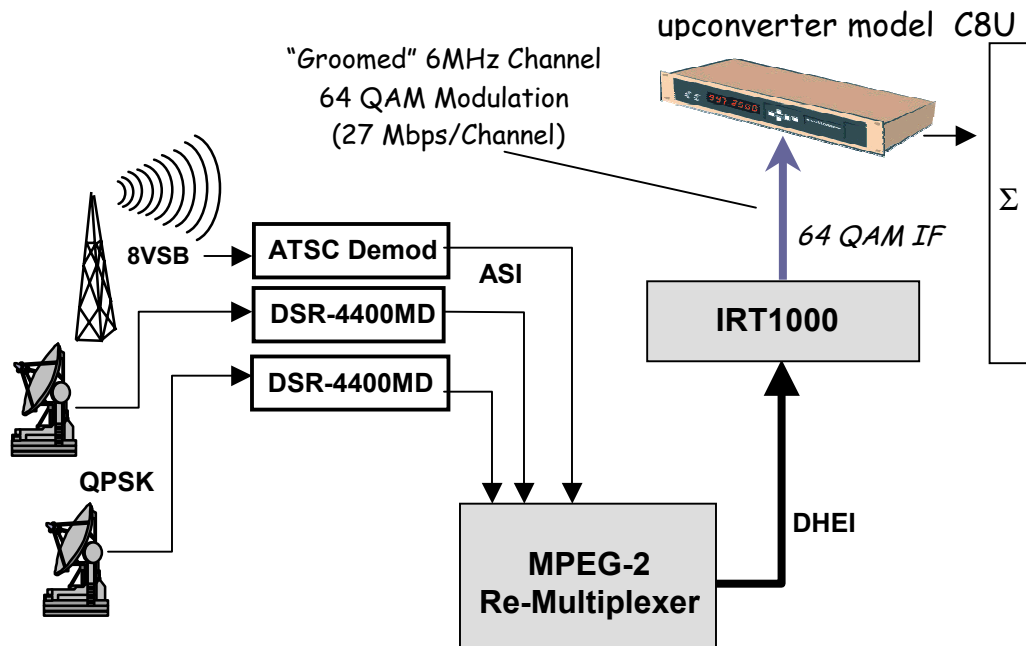 upconverter model C8U
“Groomed” 6MHz Channel
64 QAM Modulation
(27 Mbps/Channel)
Σ
8VSB
ATSC Demod
ASI
64 QAM IF
DSR-4400MD
IRT1000
DSR-4400MD
QPSK
DHEI
MPEG-2
Re-Multiplexer